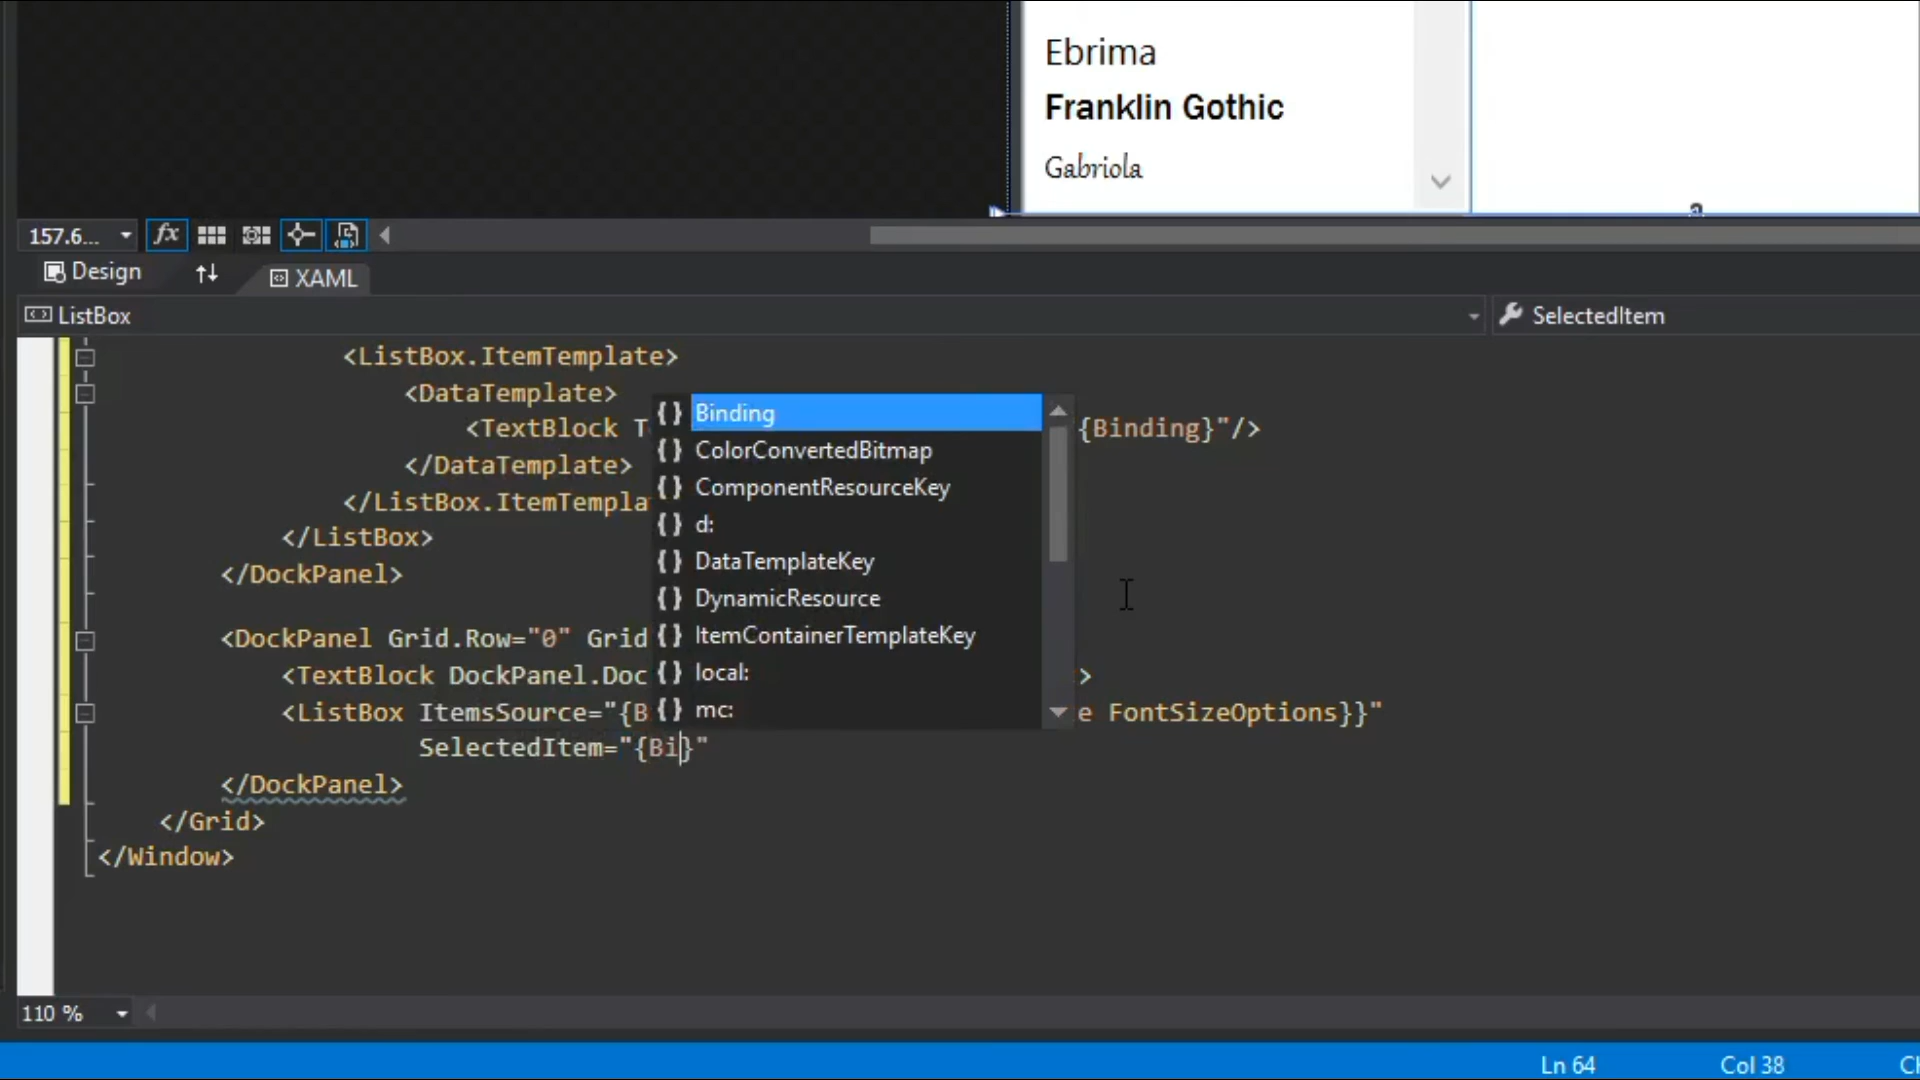 Ebrima
Franklin Gothic
Gabriola
157.6...
fx
Design
XAML
ListBox
SelectedItem
<ListBox.ItemTemplate>
<DataTemplate>
<TextBlock {Binding}"/>
</DataTemplate>
</ListBox.ItemTempla
</ListBox>
</DockPanel>
{} Binding
{} ColorConvertedBitmap
{} ComponentResourceKey
{} d:
{} DataTemplateKey
{} DynamicResource
{} ItemContainerTemplateKey
{} local:
{} mc:
<DockPanel Grid.Row="0" Grid
<TextBlock DockPanel.Doc >
<ListBox ItemsSource="{B e FontSizeOptions}}"
SelectedItem="{Bi}"
</DockPanel>
</Grid>
</Window>
110 %
Ln 64
Col 38